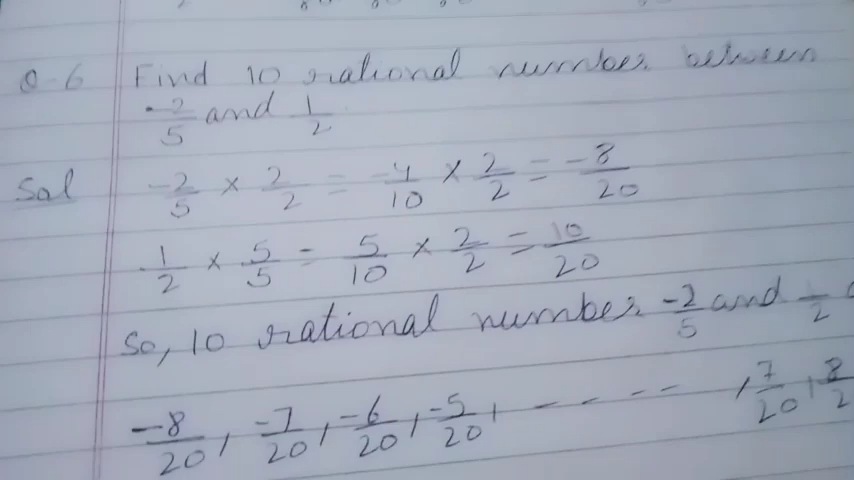 Q-6 Find 10 rational number between
-2/5 and 1/2
Sol -2/5 × 2/2 = -4/10 × 2/2 = -8/20
1/2 × 5/5 = 5/10 × 2/2 = 10/20
So, 10 rational number -2/5 and 1/2
-8/20, -7/20, -6/20, -5/20, - - - - - , 7/20, 8/2